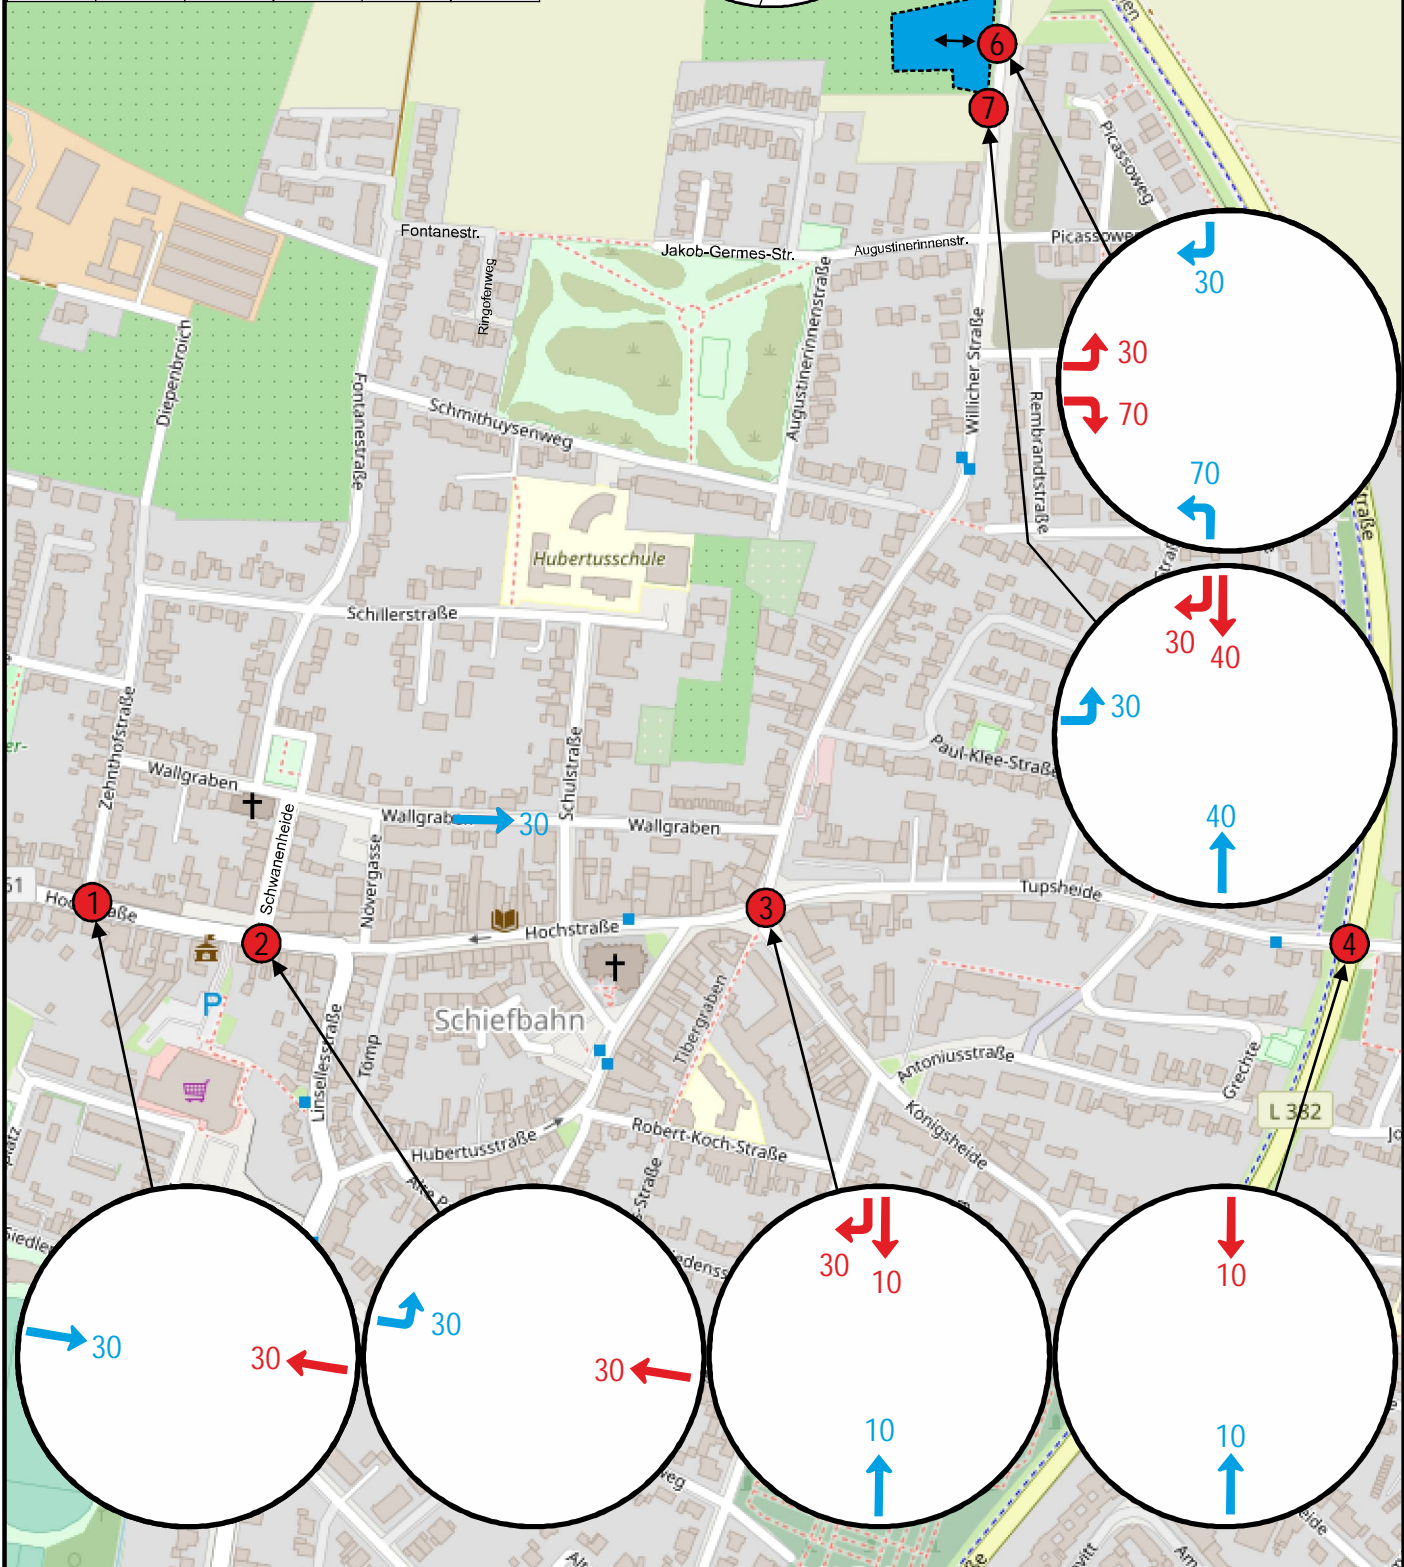 6
7
Picassoweg
Fontanestr.
Jakob-Germes-Str.
Augustinerinnenstr.
Ringofenweg
Diepenbroich
Fontanestraße
Schmithuysenweg
Augustinerinnenstraße
Willicher Straße
Rembrandtstraße
30
30
70
70
Hubertusschule
Schillerstraße
30
40
30
40
Paul-Klee-Straße
Zehnthofstraße
Wallgraben
Schwanenheide
Schulstraße
30
Wallgraben
Növergasse
1
2
Hochstraße
3
Tupsheide
4
P
Schiefbahn
Linsellesstraße
Tömp
Tibergraben
Antoniusstraße
Grechte
L 382
Königsheide
Hubertusstraße
Robert-Koch-Straße
30
30
30
30
30
10
10
10
10